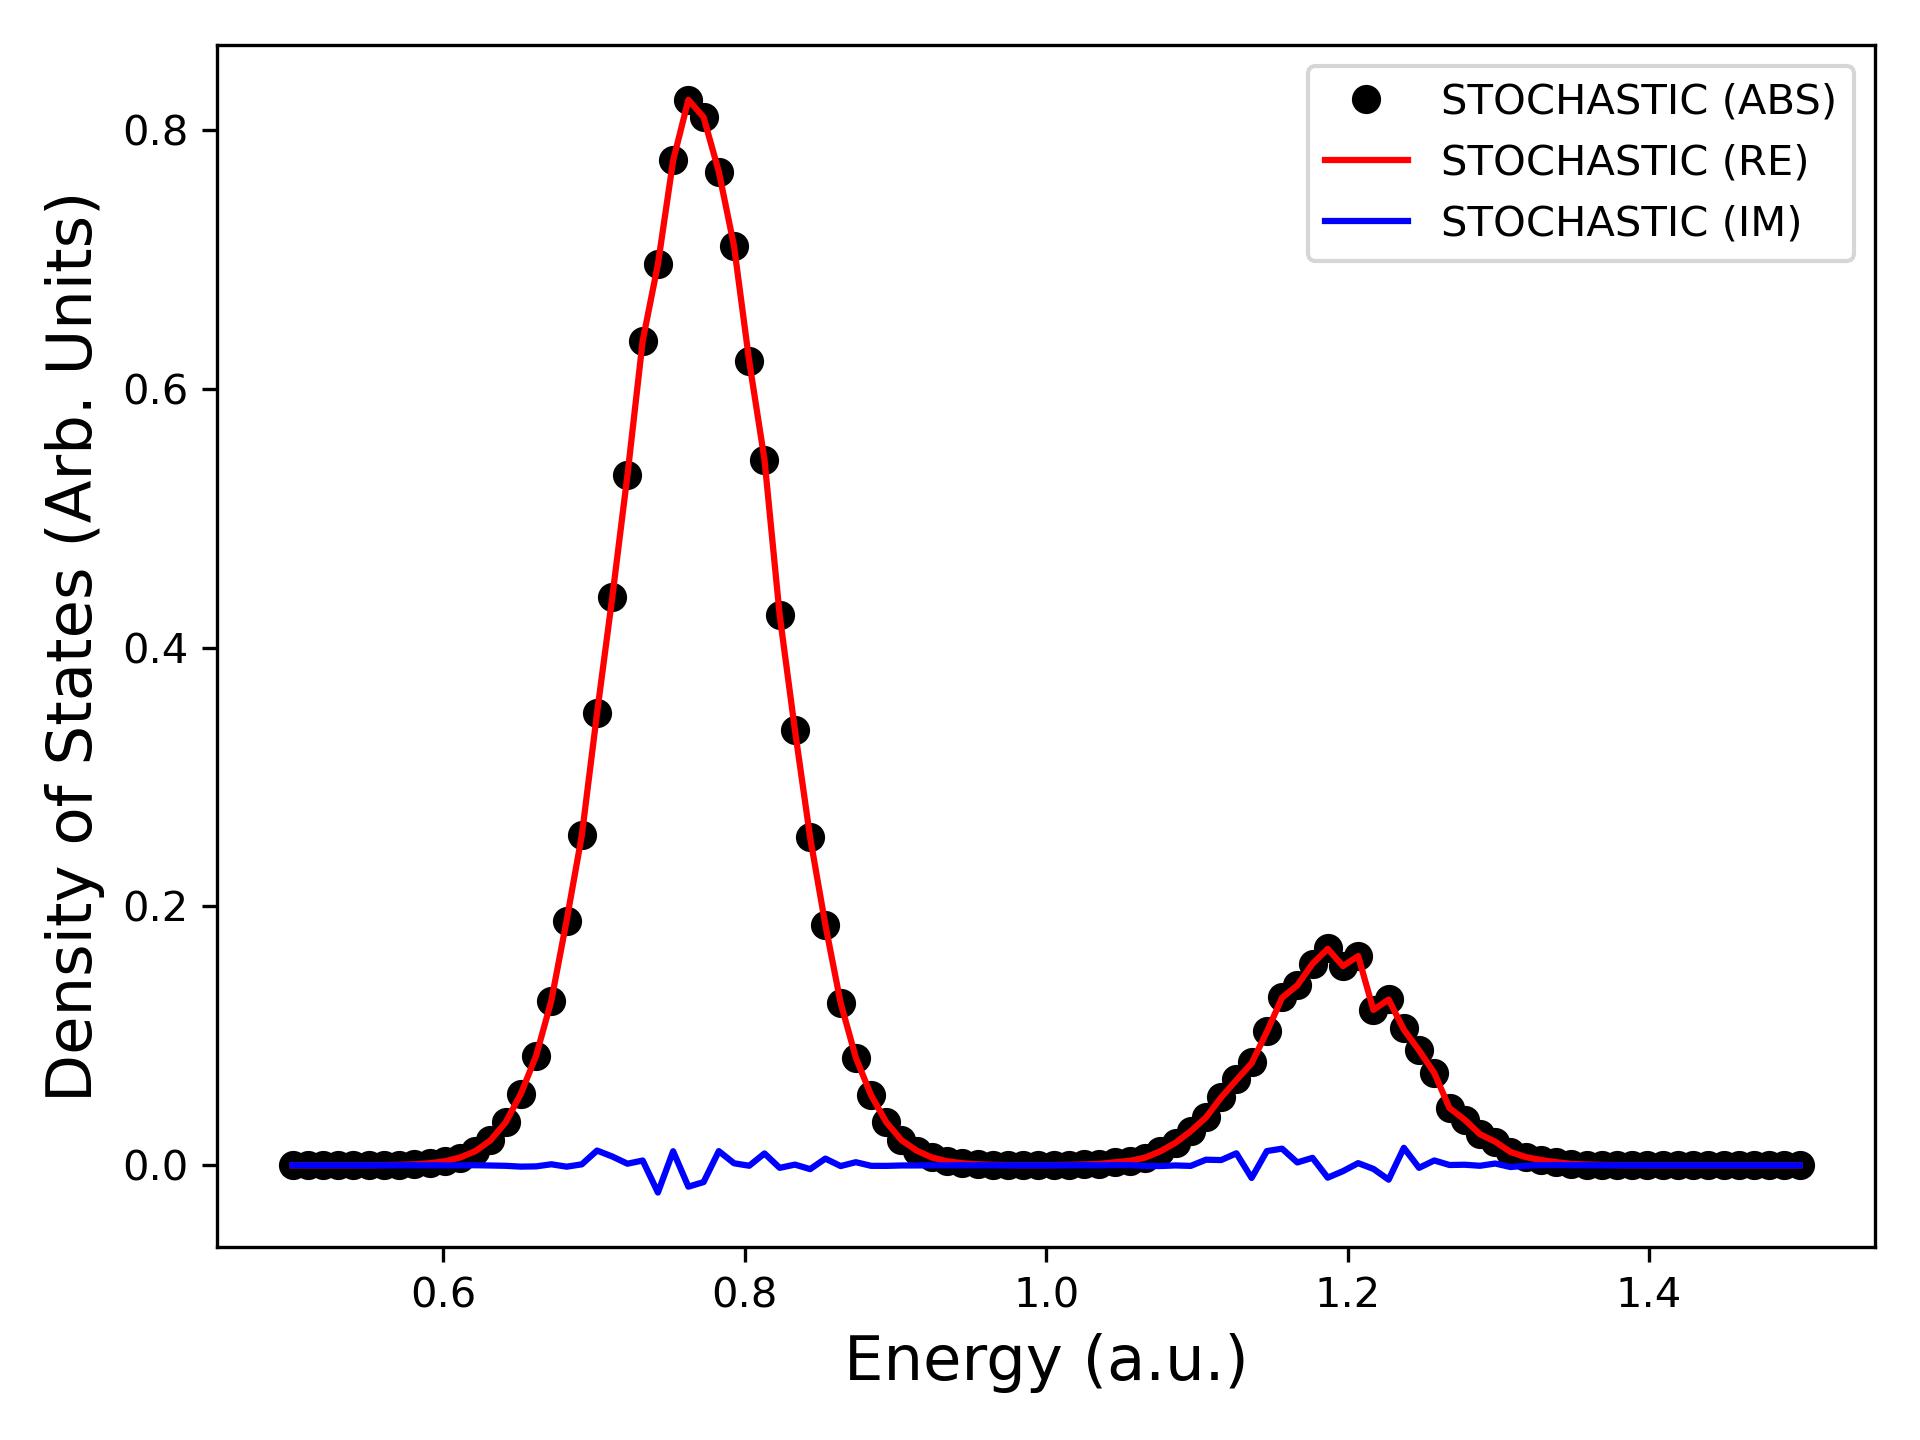 STOCHASTIC (ABS)
STOCHASTIC (RE)
STOCHASTIC (IM)
Density of States (Arb. Units)
0.8
0.6
0.4
0.2
0.0
0.6 0.8 1.0 1.2 1.4
Energy (a.u.)